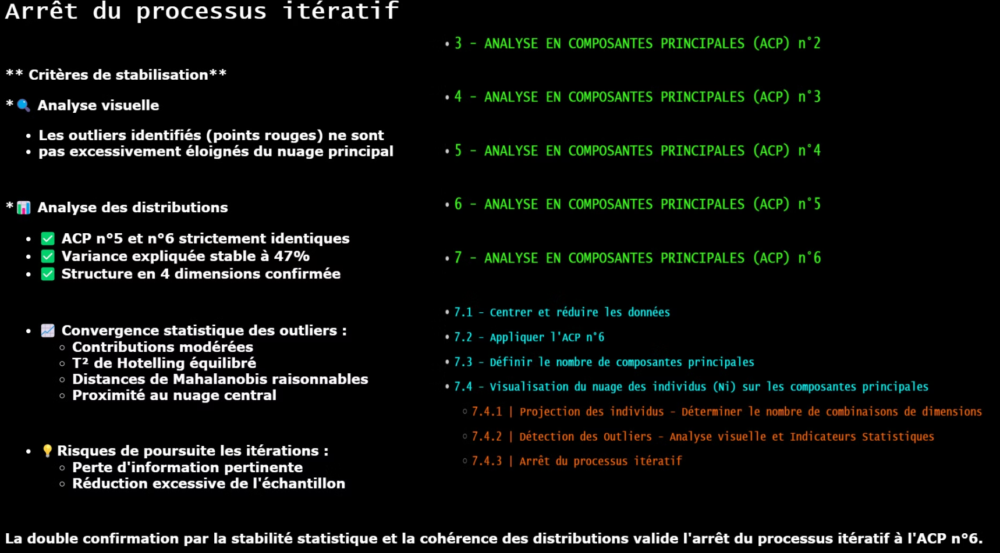 Arrêt du processus itératif
** Critères de stabilisation**
*🔍 Analyse visuelle
• Les outliers identifiés (points rouges) ne sont
• pas excessivement éloignés du nuage principal
*📊 Analyse des distributions
• ✅ ACP n°5 et n°6 strictement identiques
• ✅ Variance expliquée stable à 47%
• ✅ Structure en 4 dimensions confirmée
• 📈 Convergence statistique des outliers :
◦ Contributions modérées
◦ T² de Hotelling équilibré
◦ Distances de Mahalanobis raisonnables
◦ Proximité au nuage central
• 💡Risques de poursuite les itérations :
◦ Perte d'information pertinente
◦ Réduction excessive de l'échantillon
• 3 - ANALYSE EN COMPOSANTES PRINCIPALES (ACP) n°2
• 4 - ANALYSE EN COMPOSANTES PRINCIPALES (ACP) n°3
• 5 - ANALYSE EN COMPOSANTES PRINCIPALES (ACP) n°4
• 6 - ANALYSE EN COMPOSANTES PRINCIPALES (ACP) n°5
• 7 - ANALYSE EN COMPOSANTES PRINCIPALES (ACP) n°6
• 7.1 - Centrer et réduire les données
• 7.2 - Appliquer l'ACP n°6
• 7.3 - Définir le nombre de composantes principales
• 7.4 - Visualisation du nuage des individus (Ni) sur les composantes principales
◦ 7.4.1 | Projection des individus - Déterminer le nombre de combinaisons de dimensions
◦ 7.4.2 | Détection des Outliers - Analyse visuelle et Indicateurs Statistiques
◦ 7.4.3 | Arrêt du processus itératif
La double confirmation par la stabilité statistique et la cohérence des distributions valide l'arrêt du processus itératif à l'ACP n°6.